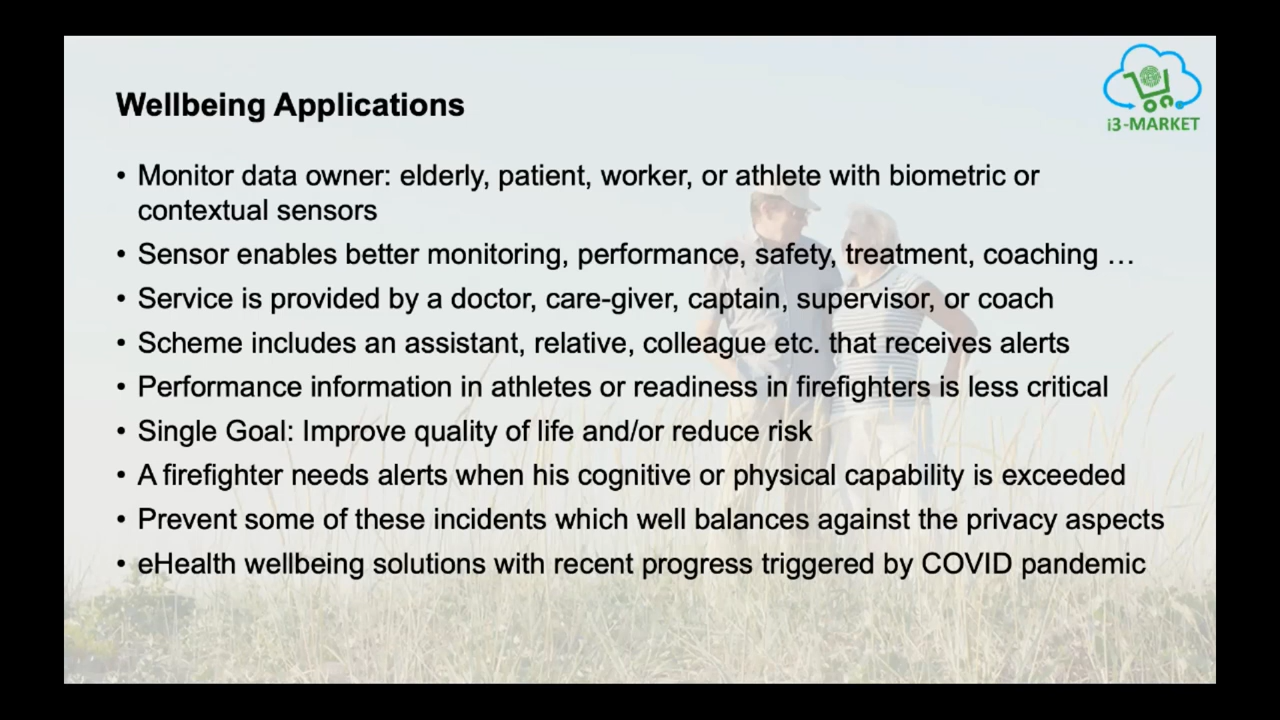 i3-MARKET
Wellbeing Applications
• Monitor data owner: elderly, patient, worker, or athlete with biometric or
contextual sensors
• Sensor enables better monitoring, performance, safety, treatment, coaching …
• Service is provided by a doctor, care-giver, captain, supervisor, or coach
• Scheme includes an assistant, relative, colleague etc. that receives alerts
• Performance information in athletes or readiness in firefighters is less critical
• Single Goal: Improve quality of life and/or reduce risk
• A firefighter needs alerts when his cognitive or physical capability is exceeded
• Prevent some of these incidents which well balances against the privacy aspects
• eHealth wellbeing solutions with recent progress triggered by COVID pandemic